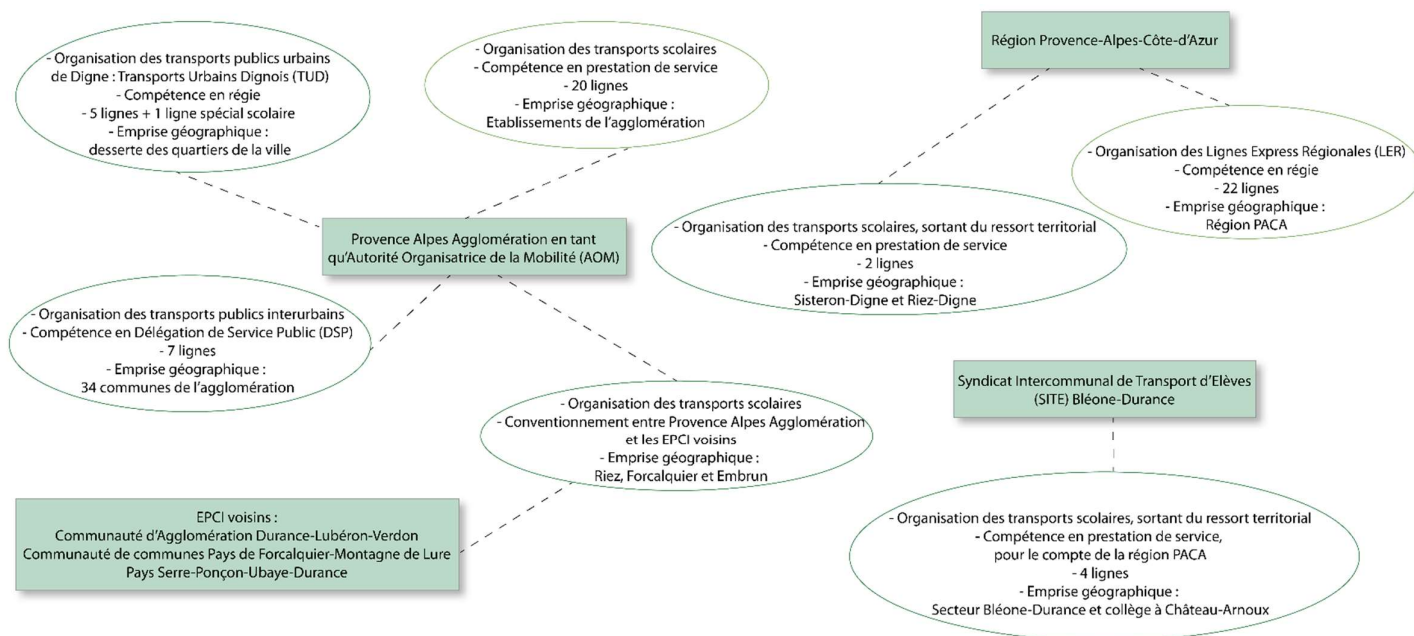 - Organisation des transports publics urbains
de Digne : Transports Urbains Dignois (TUD)
- Compétence en régie
- 5 lignes + 1 ligne spécial scolaire
- Emprise géographique :
desserte des quartiers de la ville
- Organisation des transports scolaires
- Compétence en prestation de service
- 20 lignes
- Emprise géographique :
Etablissements de l'agglomération
Région Provence-Alpes-Côte-d'Azur
- Organisation des Lignes Express Régionales (LER)
- Compétence en régie
- 22 lignes
- Emprise géographique :
Région PACA
- Organisation des transports scolaires, sortant du ressort territorial
- Compétence en prestation de service
- 2 lignes
- Emprise géographique :
Sisteron-Digne et Riez-Digne
Provence Alpes Agglomération en tant
qu'Autorité Organisatrice de la Mobilité (AOM)
- Organisation des transports publics interurbains
- Compétence en Délégation de Service Public (DSP)
- 7 lignes
- Emprise géographique :
34 communes de l'agglomération
- Organisation des transports scolaires
- Conventionnement entre Provence Alpes Agglomération
et les EPCI voisins
- Emprise géographique :
Riez, Forcalquier et Embrun
Syndicat Intercommunal de Transport d'Elèves
(SITE) Bléone-Durance
EPCI voisins :
Communauté d'Agglomération Durance-Lubéron-Verdon
Communauté de communes Pays de Forcalquier-Montagne de Lure
Pays Serre-Ponçon-Ubaye-Durance
- Organisation des transports scolaires, sortant du ressort territorial
- Compétence en prestation de service,
pour le compte de la région PACA
- 4 lignes
- Emprise géographique :
Secteur Bléone-Durance et collège à Château-Arnoux